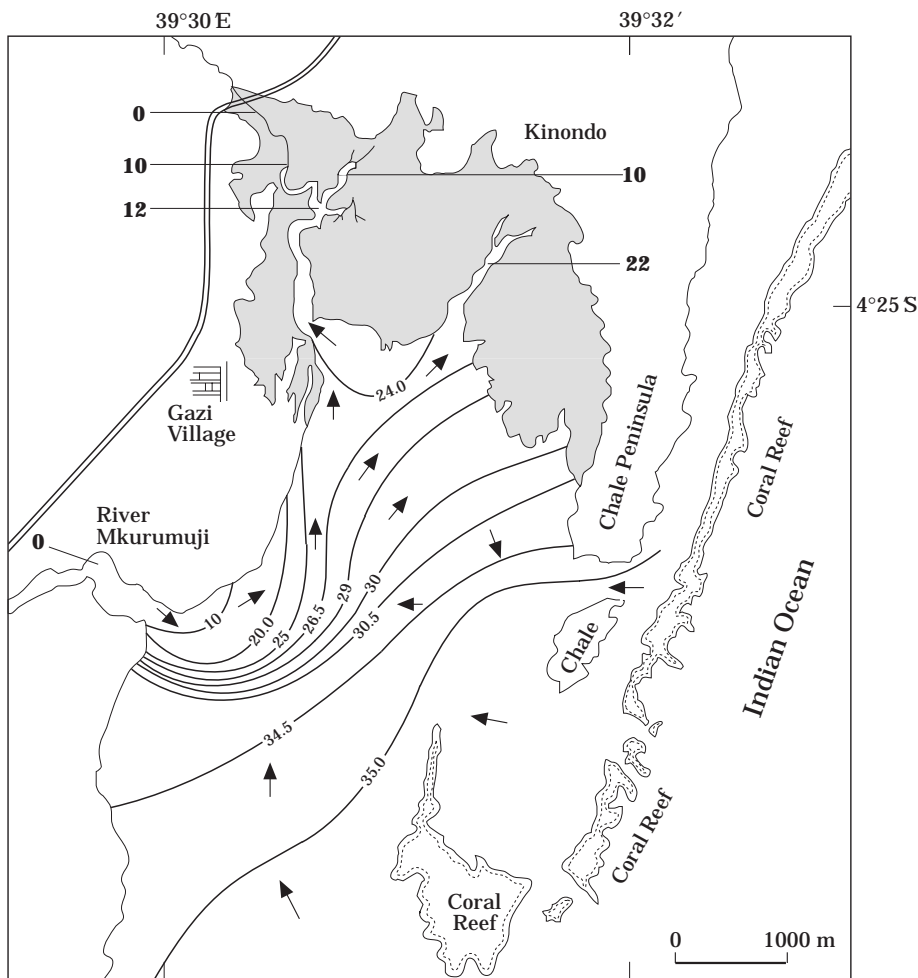 39°30 E
39°32 ′
0
Kinondo
10
10
12
22
4°25 S
24.0
Gazi
Village
Chale Peninsula
Coral Reef
River
Mkurumuji
0
10
20.0
25
26.5
29
30
30.5
Chale
Indian Ocean
34.5
35.0
Coral Reef
Coral
Reef
0
1000 m